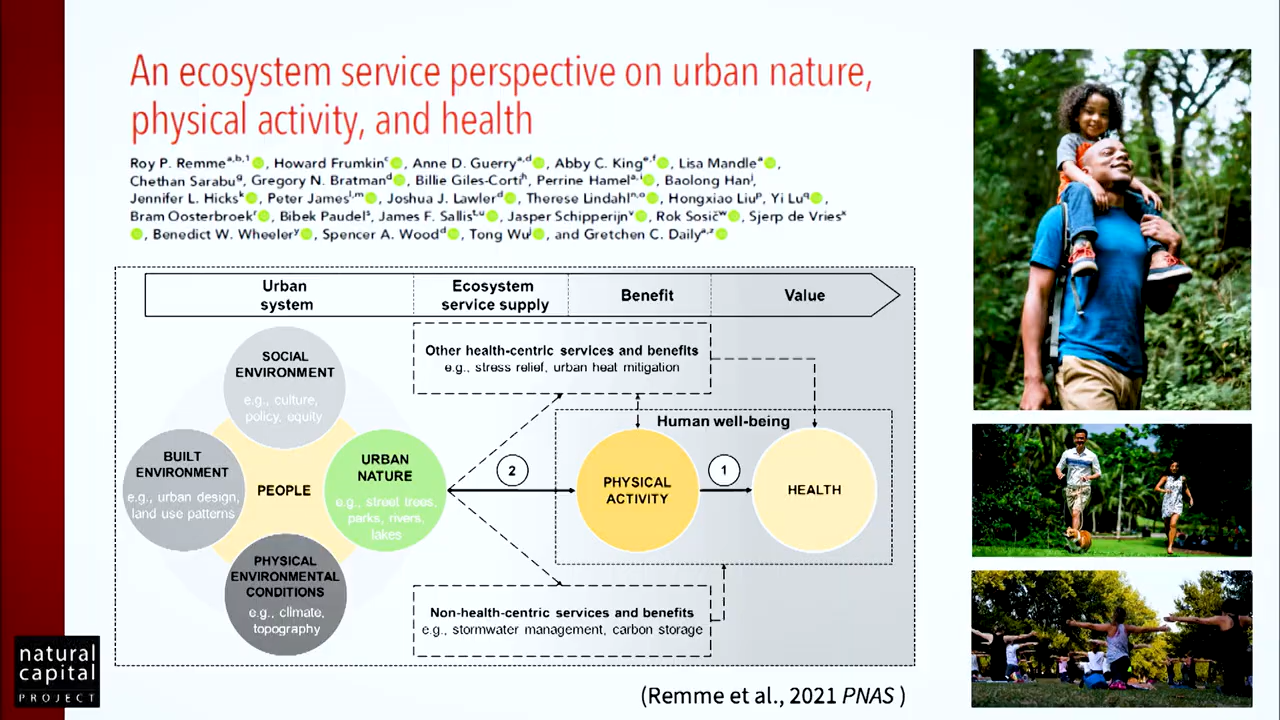 An ecosystem service perspective on urban nature,
physical activity, and health
Roy P. Remme a,b,1, Howard Frumkin c, Anne D. Guerry a,d, Abby C. King e,f, Lisa Mandle a,
Chethan Sarabu g, Gregory N. Bratman d, Billie Giles-Corti h, Perrine Hamel a,i, Baolong Han j,
Jennifer L. Hicks k, Peter James l,m, Joshua J. Lawler d, Therese Lindahl n,o, Hongxiao Liu p, Yi Lu q,
Bram Oosterbroek r, Bibek Paudel s, James F. Sallis t,u, Jasper Schipperijn v, Rok Sosič w, Sjerp de Vries x
, Benedict W. Wheeler y, Spencer A. Wood d, Tong Wu j, and Gretchen C. Daily a,z
Urban
system
Ecosystem
service supply
Benefit
Value
SOCIAL
ENVIRONMENT
e.g., culture,
policy, equity
BUILT
ENVIRONMENT
e.g., urban design,
land use patterns
PEOPLE
URBAN
NATURE
e.g., street trees,
parks, rivers,
lakes
PHYSICAL
ENVIRONMENTAL
CONDITIONS
e.g., climate,
topography
Other health-centric services and benefits
e.g., stress relief, urban heat mitigation
Human well-being
2
PHYSICAL
ACTIVITY
1
HEALTH
Non-health-centric services and benefits
e.g., stormwater management, carbon storage
natural
capital
PROJECT
(Remme et al., 2021 PNAS )